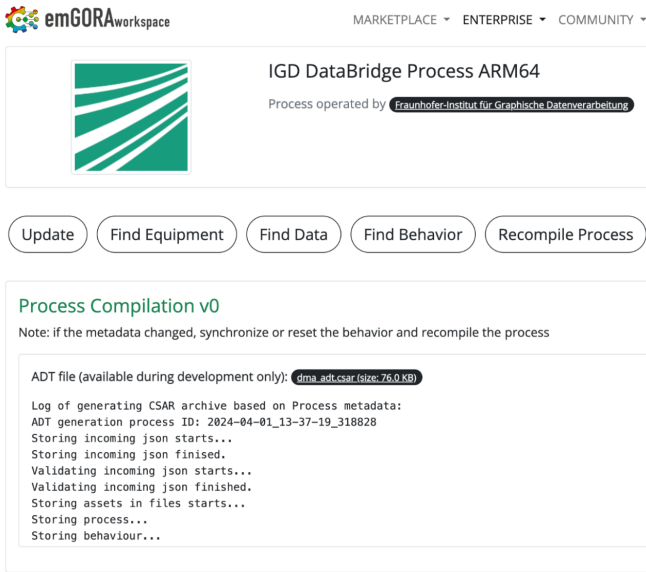 emGORAworkspace
MARKETPLACE ENTERPRISE COMMUNITY
IGD DataBridge Process ARM64
Process operated by Fraunhofer-Institut für Graphische Datenverarbeitung
Update Find Equipment Find Data Find Behavior Recompile Process
Process Compilation v0
Note: if the metadata changed, synchronize or reset the behavior and recompile the process
ADT file (available during development only): dma_adt.csar (size: 76.0 KB)
Log of generating CSAR archive based on Process metadata:
ADT generation process ID: 2024-04-01_13-37-19_318828
Storing incoming json starts...
Storing incoming json finised.
Validating incoming json starts...
Validating incoming json finished.
Storing assets in files starts...
Storing process...
Storing behaviour...